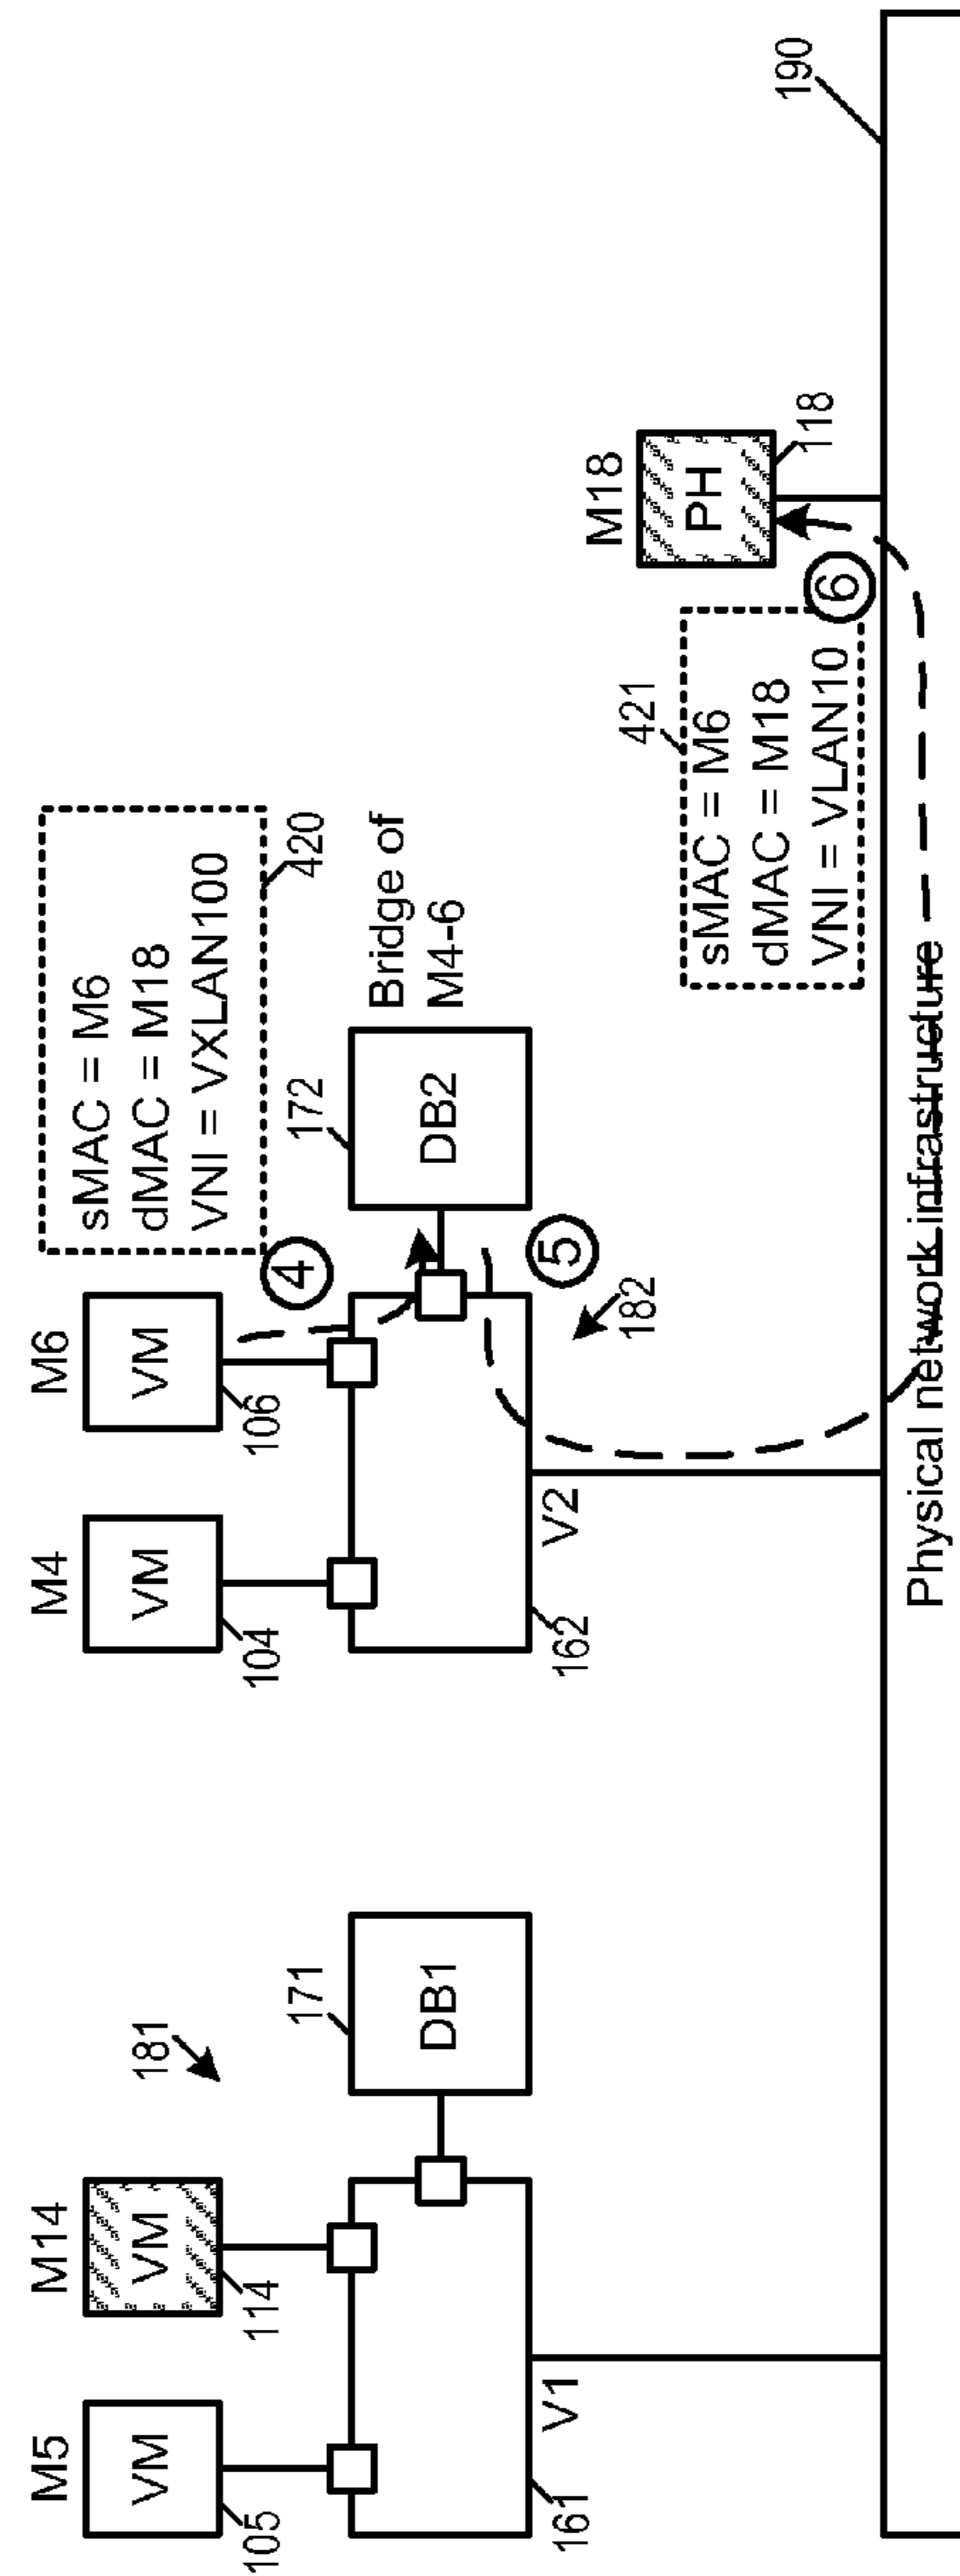 M5
M14
M4
M6
VM
VM
VM
VM
105
114
104
106
181
sMAC = M6
dMAC = M18
VNI = VXLAN100
420
4
171
172
DB1
DB2
Bridge of
M4-6
161
V1
162
V2
5
182
421
sMAC = M6
dMAC = M18
VNI = VLAN10
6
M18
PH
118
190
Physical network infrastructure